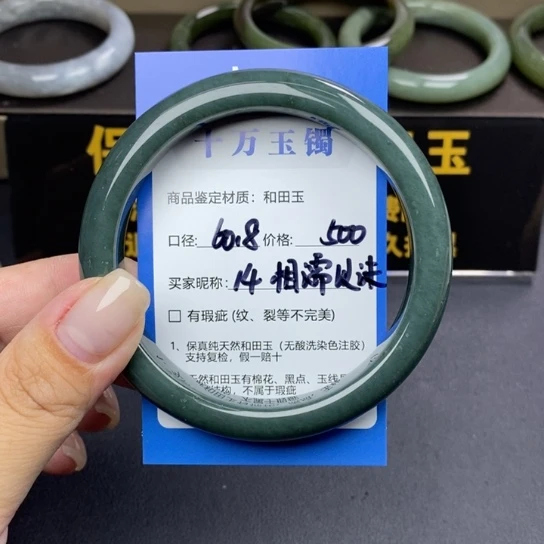 十万玉镯
保 玉
商品鉴定材质：和田玉
口径：60.8 价格：500
买家昵称：14 相濡以沫
□ 有瑕疵 (纹、裂等不完美)
1、保真纯天然和田玉（无酸洗染色注胶）
支持复检，假一赔十
天然和田玉有棉花、黑点、玉线
结构，不属于瑕疵